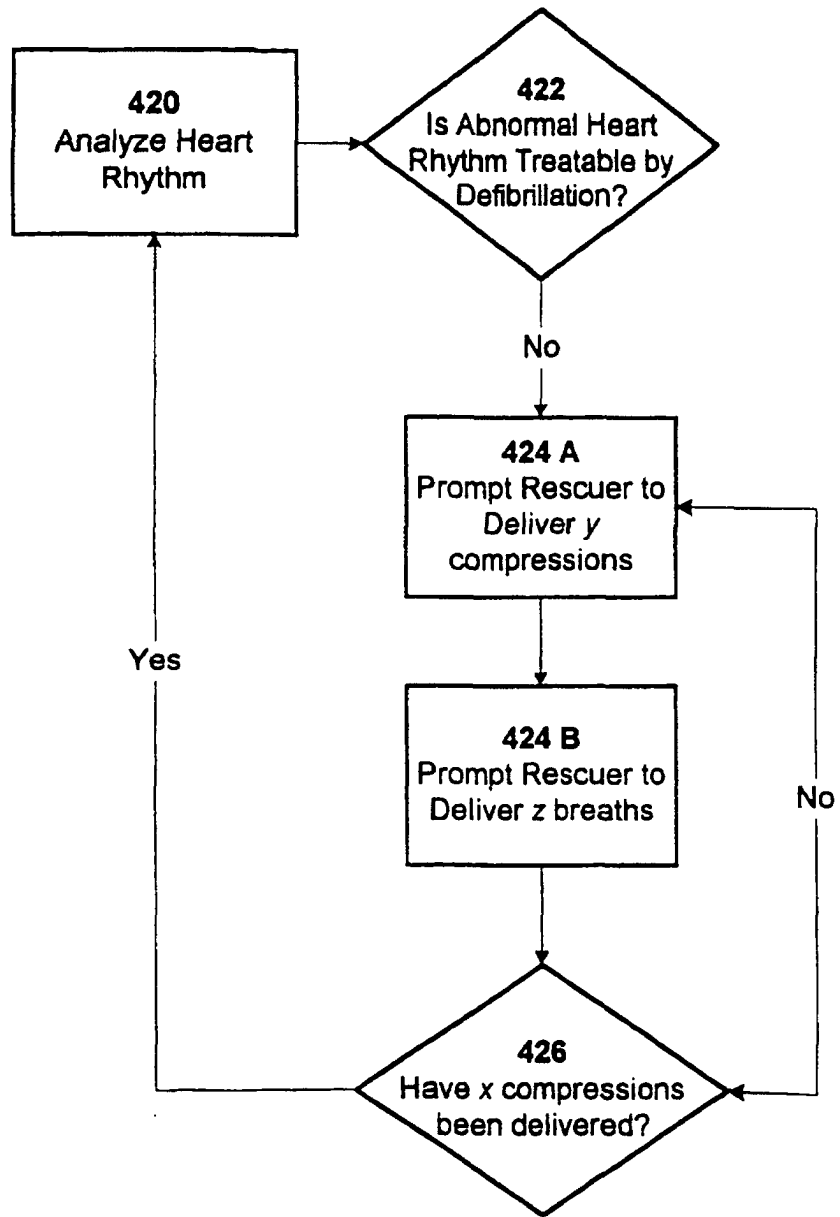 420
Analyze Heart
Rhythm
422
Is Abnormal Heart
Rhythm Treatable by
Defibrillation?
No
424 A
Prompt Rescuer to
Deliver y
compressions
Yes
424 B
Prompt Rescuer to
Deliver z breaths
No
426
Have x compressions
been delivered?